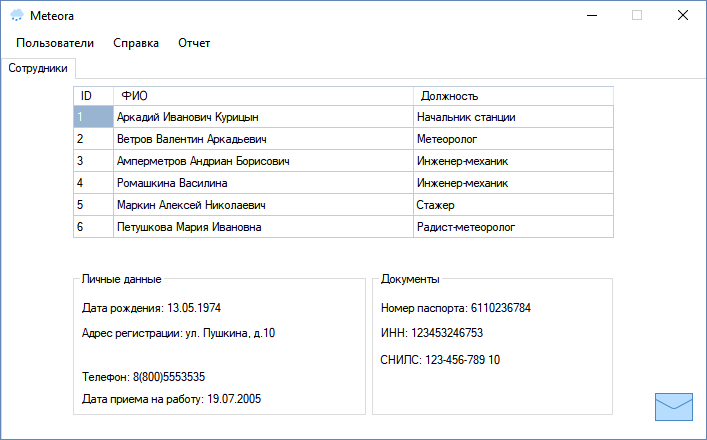 Meteora
Пользователи Справка Отчет
Сотрудники
ID ФИО Должность
1 Аркадий Иванович Курицын Начальник станции
2 Ветров Валентин Аркадьевич Метеоролог
3 Амперметров Андриан Борисович Инженер-механик
4 Ромашкина Василина Инженер-механик
5 Маркин Алексей Николаевич Стажер
6 Петушкова Мария Ивановна Радист-метеоролог
Личные данные
Дата рождения: 13.05.1974
Адрес регистрации: ул. Пушкина, д.10
Телефон: 8(800)5553535
Дата приема на работу: 19.07.2005
Документы
Номер паспорта: 6110236784
ИНН: 123453246753
СНИЛС: 123-456-789 10